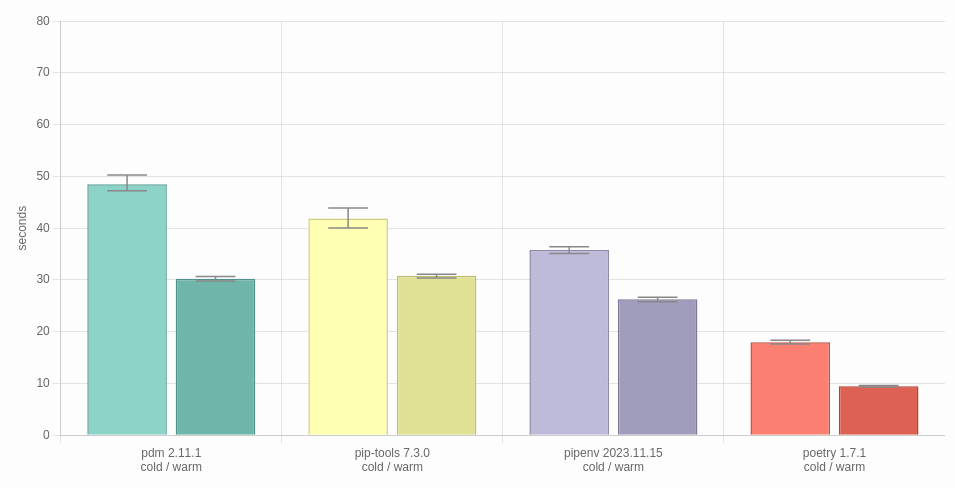 80
70
60
50
40
30
20
10
0
seconds
pdm 2.11.1
cold / warm
pip-tools 7.3.0
cold / warm
pipenv 2023.11.15
cold / warm
poetry 1.7.1
cold / warm